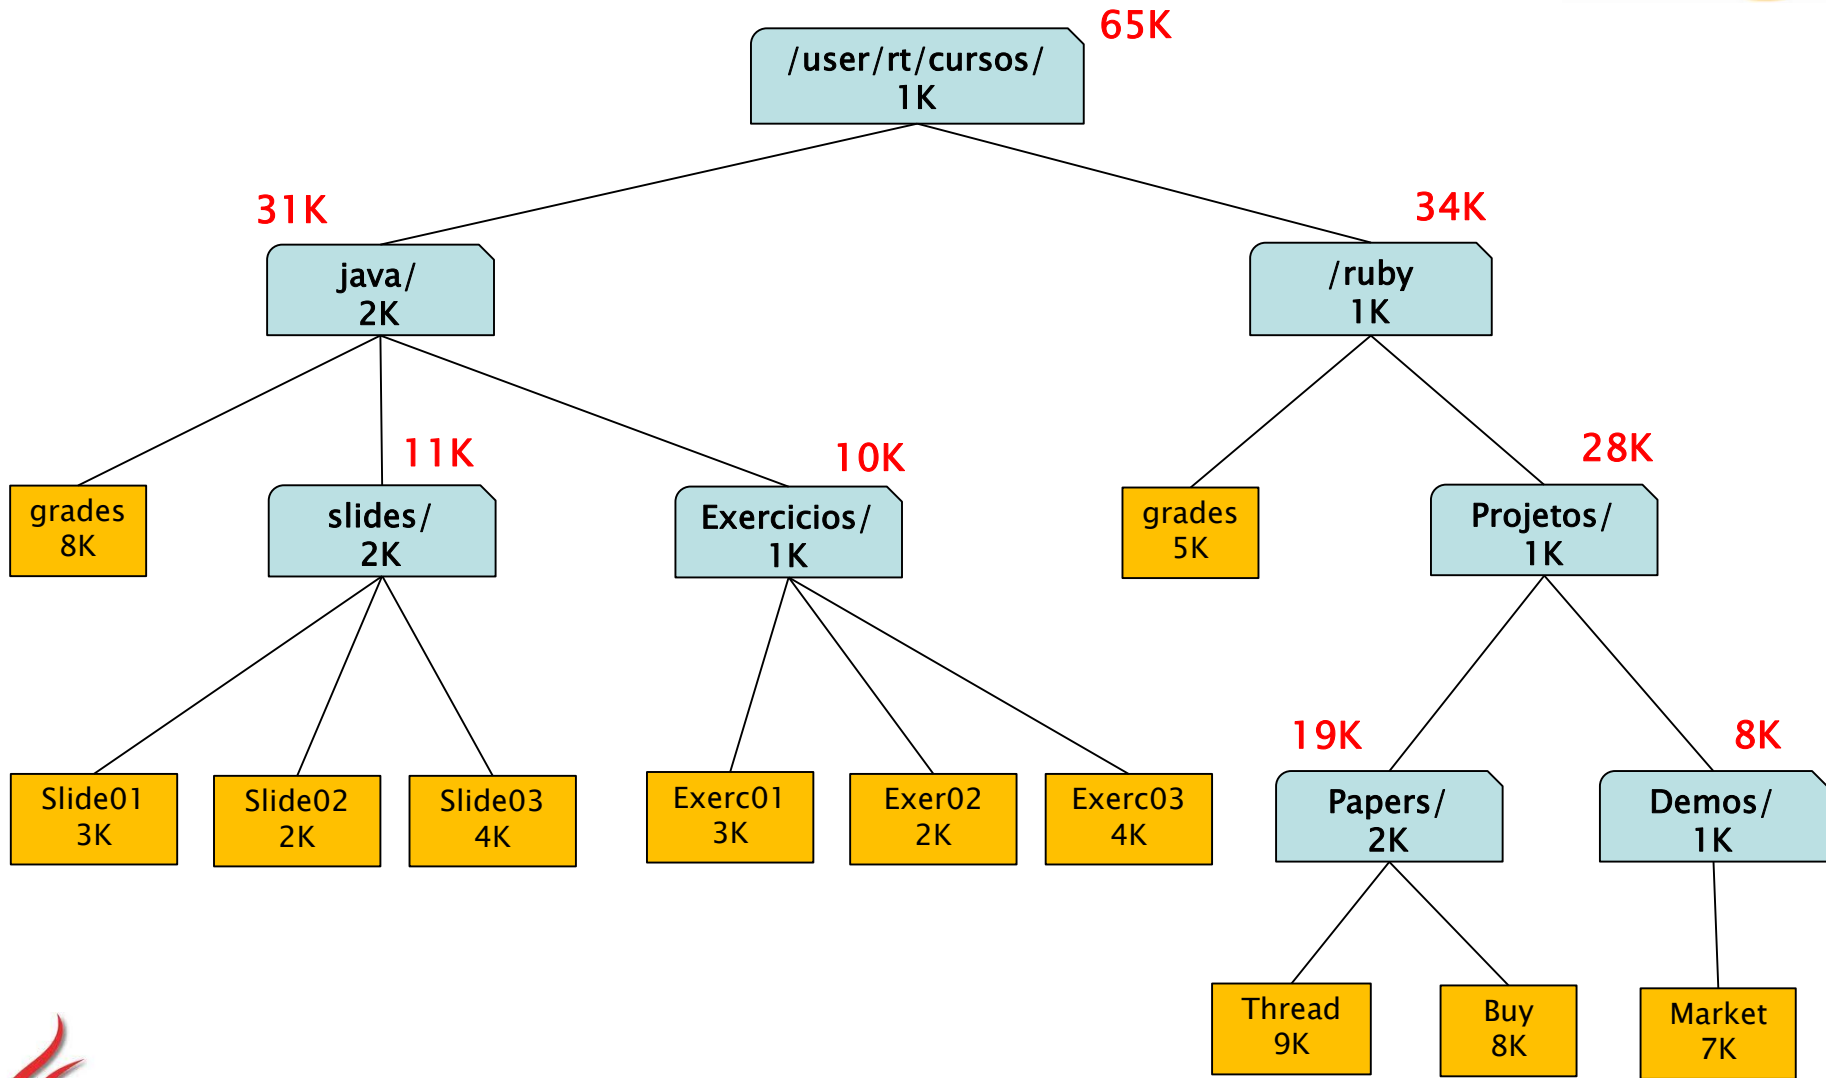 65K
/user/rt/cursos/
1K
31K
34K
java/
2K
/ruby
1K
11K
10K
28K
grades
8K
slides/
2K
Exercicios/
1K
grades
5K
Projetos/
1K
19K
8K
Slide01
3K
Slide02
2K
Slide03
4K
Exerc01
3K
Exer02
2K
Exerc03
4K
Papers/
2K
Demos/
1K
Thread
9K
Buy
8K
Market
7K